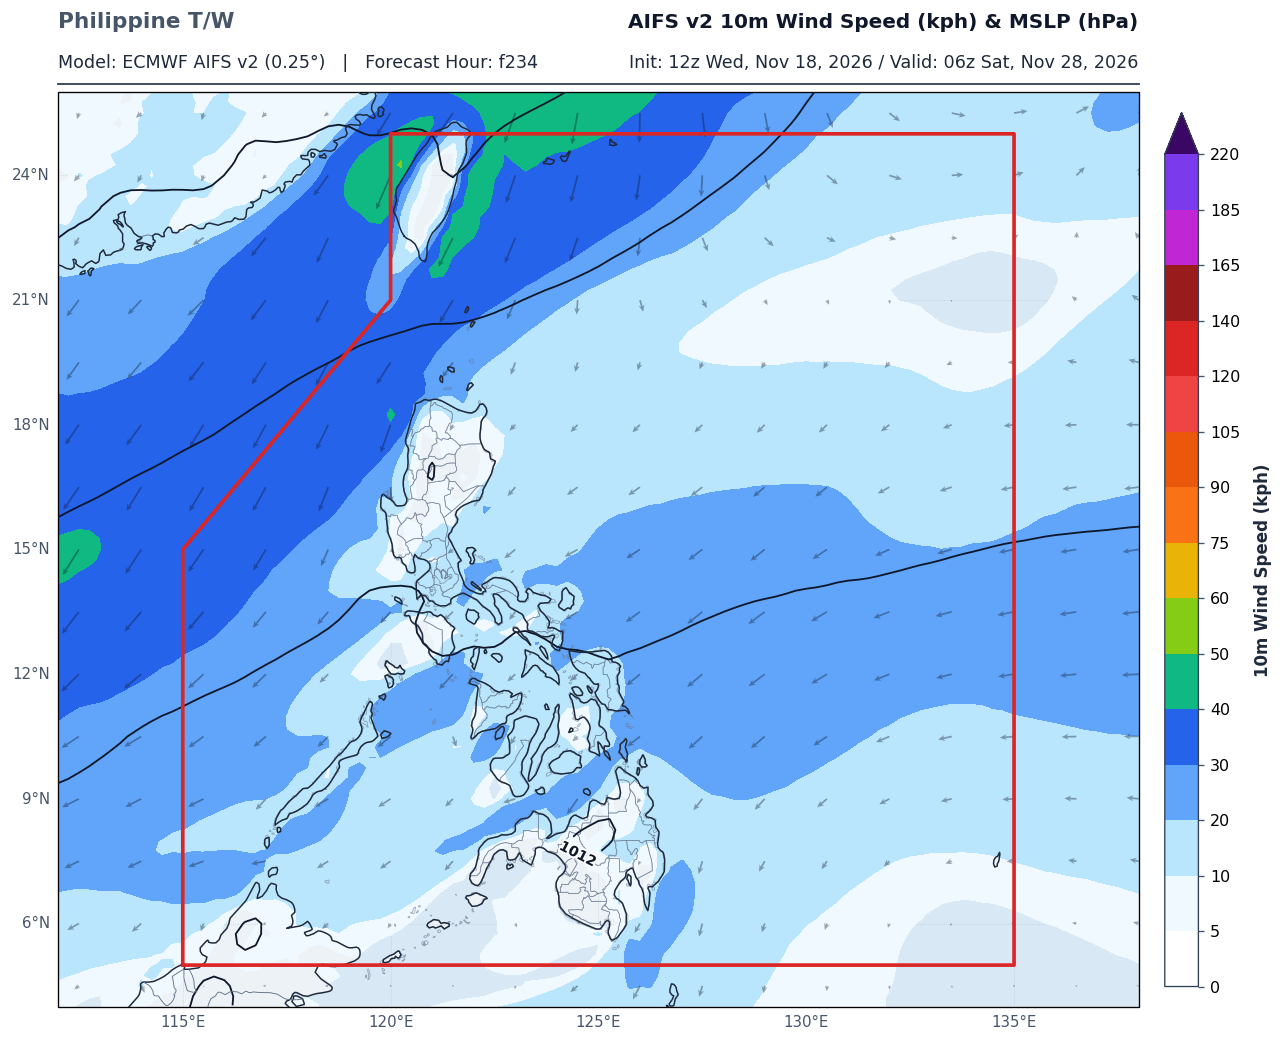 Philippine T/W
AIFS v2 10m Wind Speed (kph) & MSLP (hPa)
Model: ECMWF AIFS v2 (0.25°)   |   Forecast Hour: f234
Init: 12z Wed, Nov 18, 2026 / Valid: 06z Sat, Nov 28, 2026
24°N
21°N
18°N
15°N
12°N
9°N
6°N
1012
115°E
120°E
125°E
130°E
135°E
220
185
165
140
120
105
90
75
60
50
40
30
20
10
5
0
10m Wind Speed (kph)